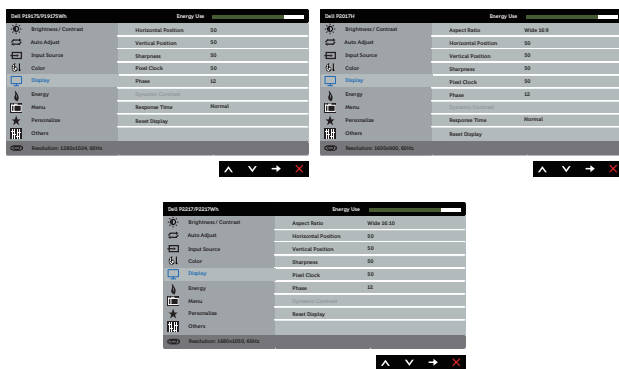 Dell P1917S/P1917SWh Energy Use
Brightness / Contrast Horizontal Position 50
Auto Adjust Vertical Position 50
Input Source Sharpness 50
Color Pixel Clock 50
Display Phase 12
Energy Dynamic Contrast
Menu Response Time Normal
Personalize Reset Display
Others
Resolution: 1280x1024, 60Hz
Dell P2017H Energy Use
Brightness / Contrast Aspect Ratio Wide 16:9
Auto Adjust Horizontal Position 50
Input Source Vertical Position 50
Color Sharpness 50
Display Pixel Clock 50
Energy Phase 12
Menu Dynamic Contrast
Personalize Response Time Normal
Others Reset Display
Resolution: 1600x900, 60Hz
Dell P2217/P2217Wh Energy Use
Brightness / Contrast Aspect Ratio Wide 16:10
Auto Adjust Horizontal Position 50
Input Source Vertical Position 50
Color Sharpness 50
Display Pixel Clock 50
Energy Phase 12
Menu Dynamic Contrast
Personalize Reset Display
Others
Resolution: 1680x1050, 60Hz